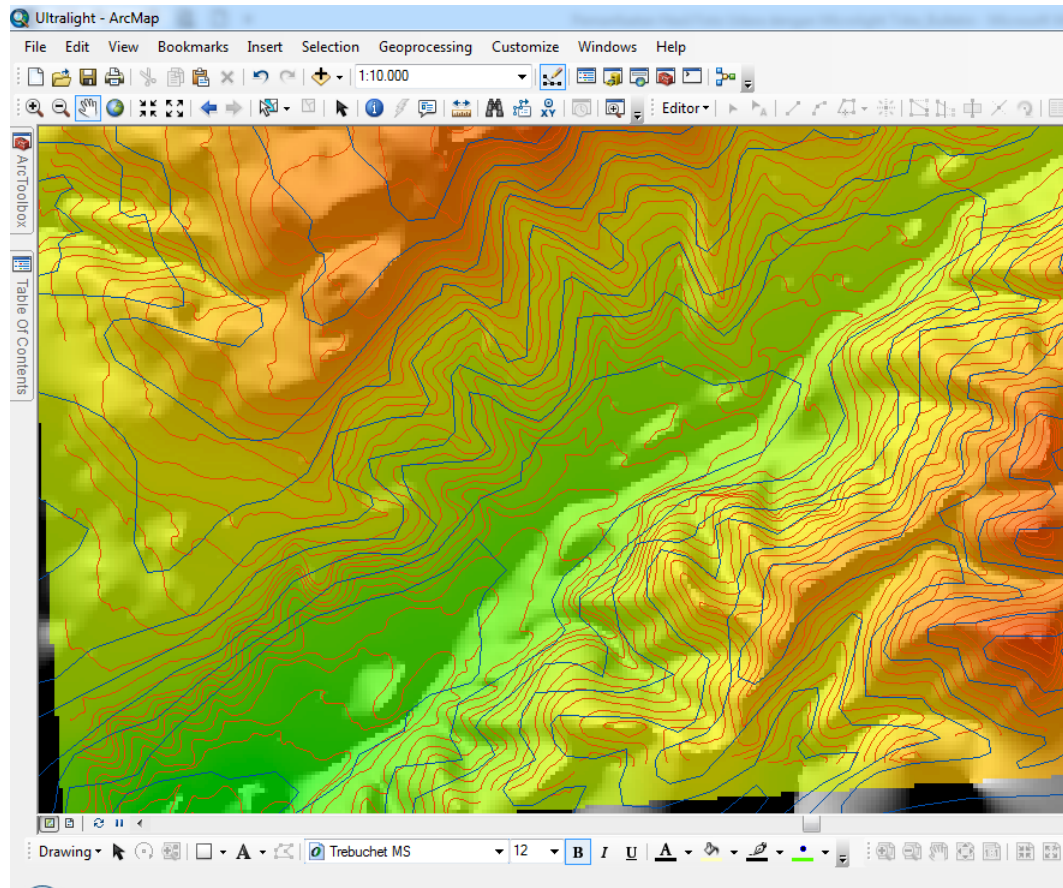 Ultralight - ArcMap
File Edit View Bookmarks Insert Selection Geoprocessing Customize Windows Help
1:10.000
Editor
ArcToolbox
Table Of Contents
Drawing A Trebuchet MS 12 B I U A